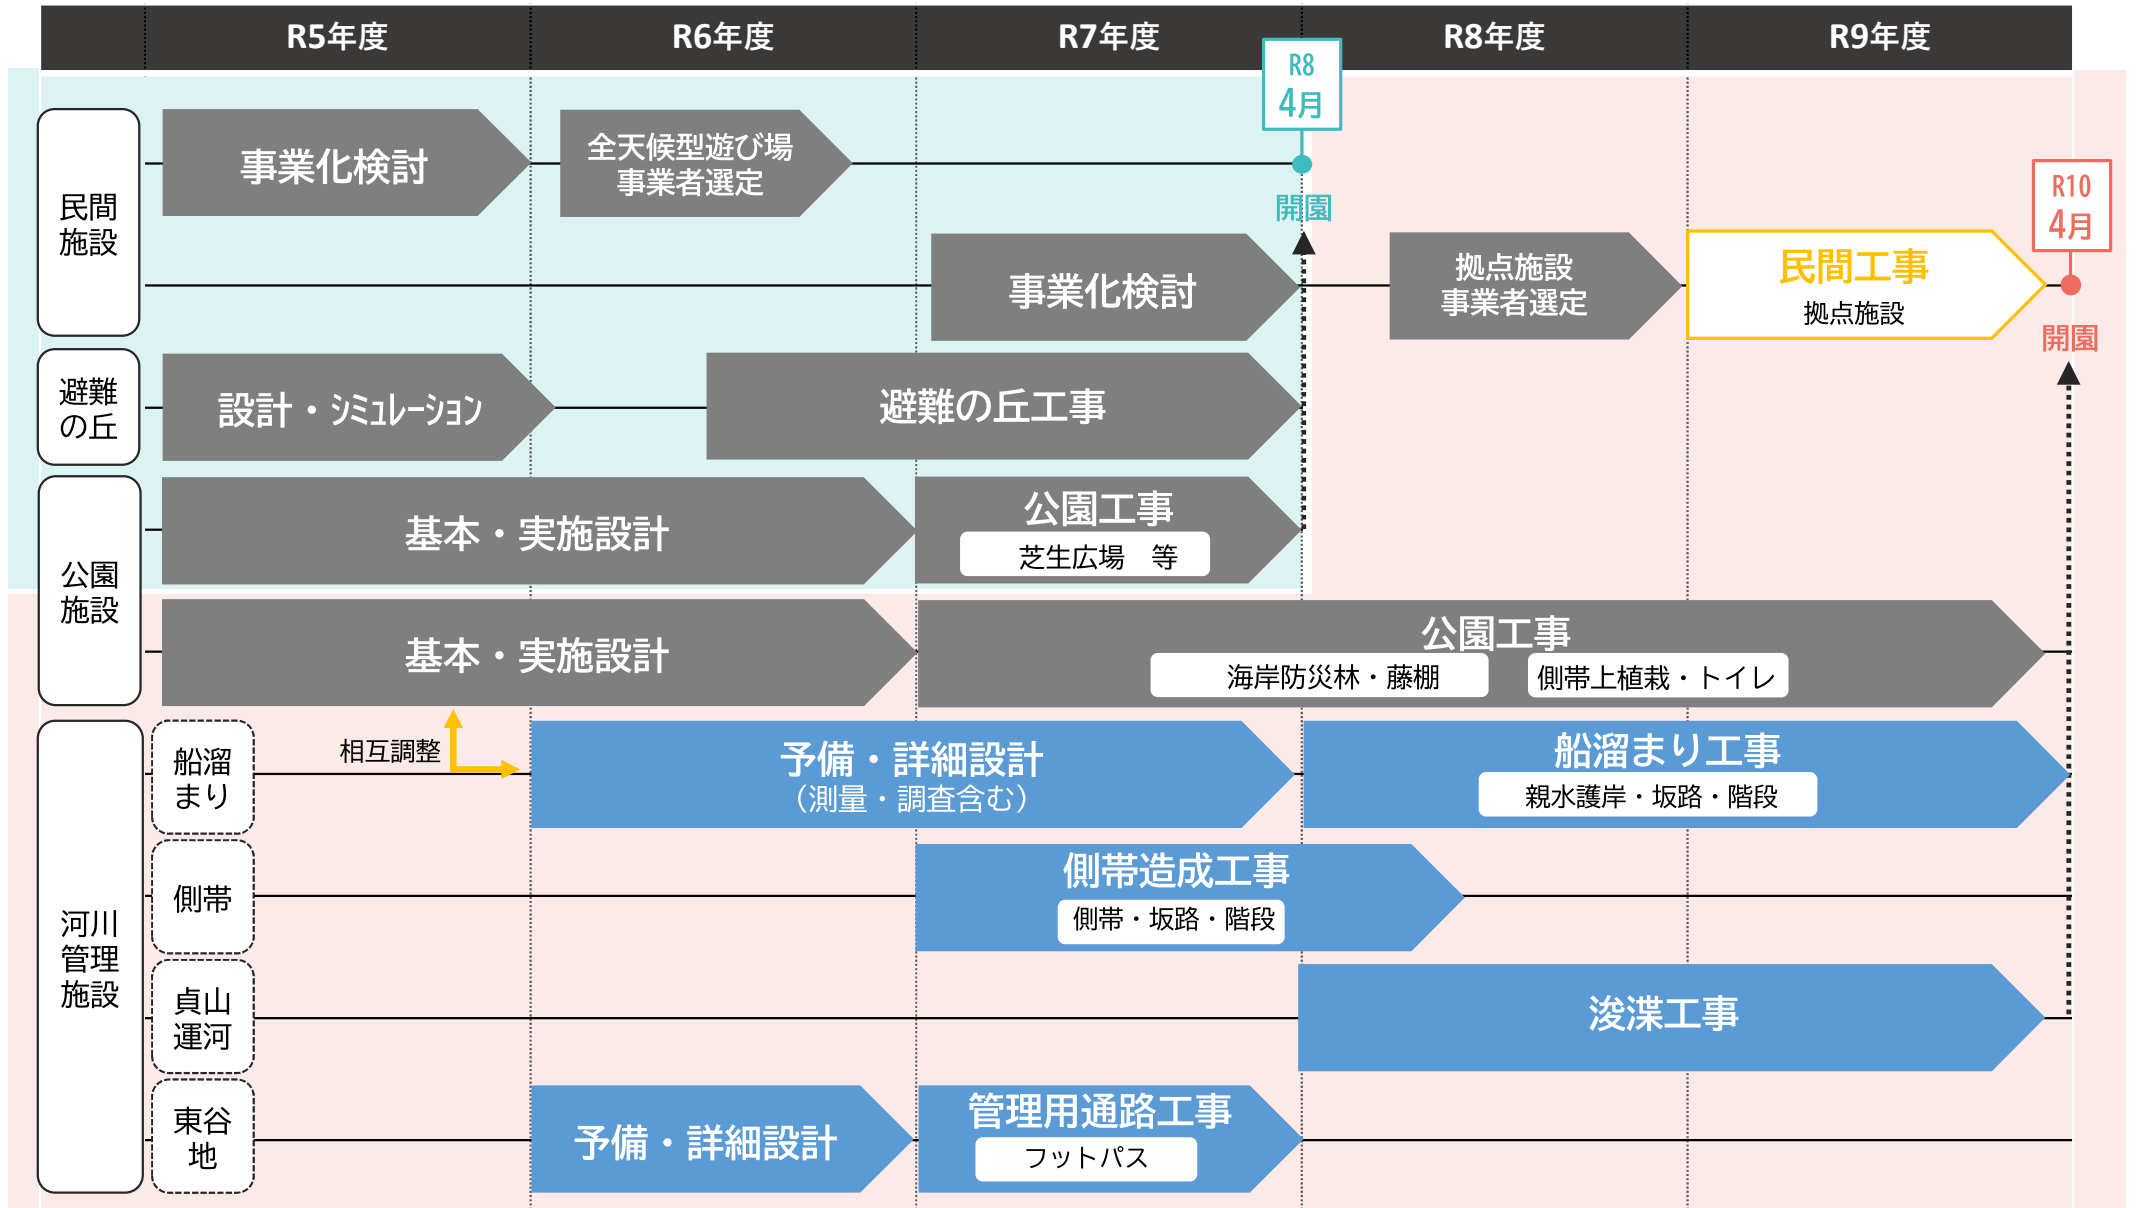 R5年度
R6年度
R7年度
R8年度
R9年度
R8
4月
開園
R10
4月
開園
民間
施設
事業化検討
全天候型遊び場
事業者選定
事業化検討
拠点施設
事業者選定
民間工事
拠点施設
避難
の丘
設計・シミュレーション
避難の丘工事
公園
施設
基本・実施設計
公園工事
芝生広場　等
基本・実施設計
公園工事
海岸防災林・藤棚
側帯上植栽・トイレ
相互調整
河川
管理
施設
船溜
まり
予備・詳細設計
（測量・調査含む）
船溜まり工事
親水護岸・坂路・階段
側帯
側帯造成工事
側帯・坂路・階段
貞山
運河
浚渫工事
東谷
地
予備・詳細設計
管理用通路工事
フットパス